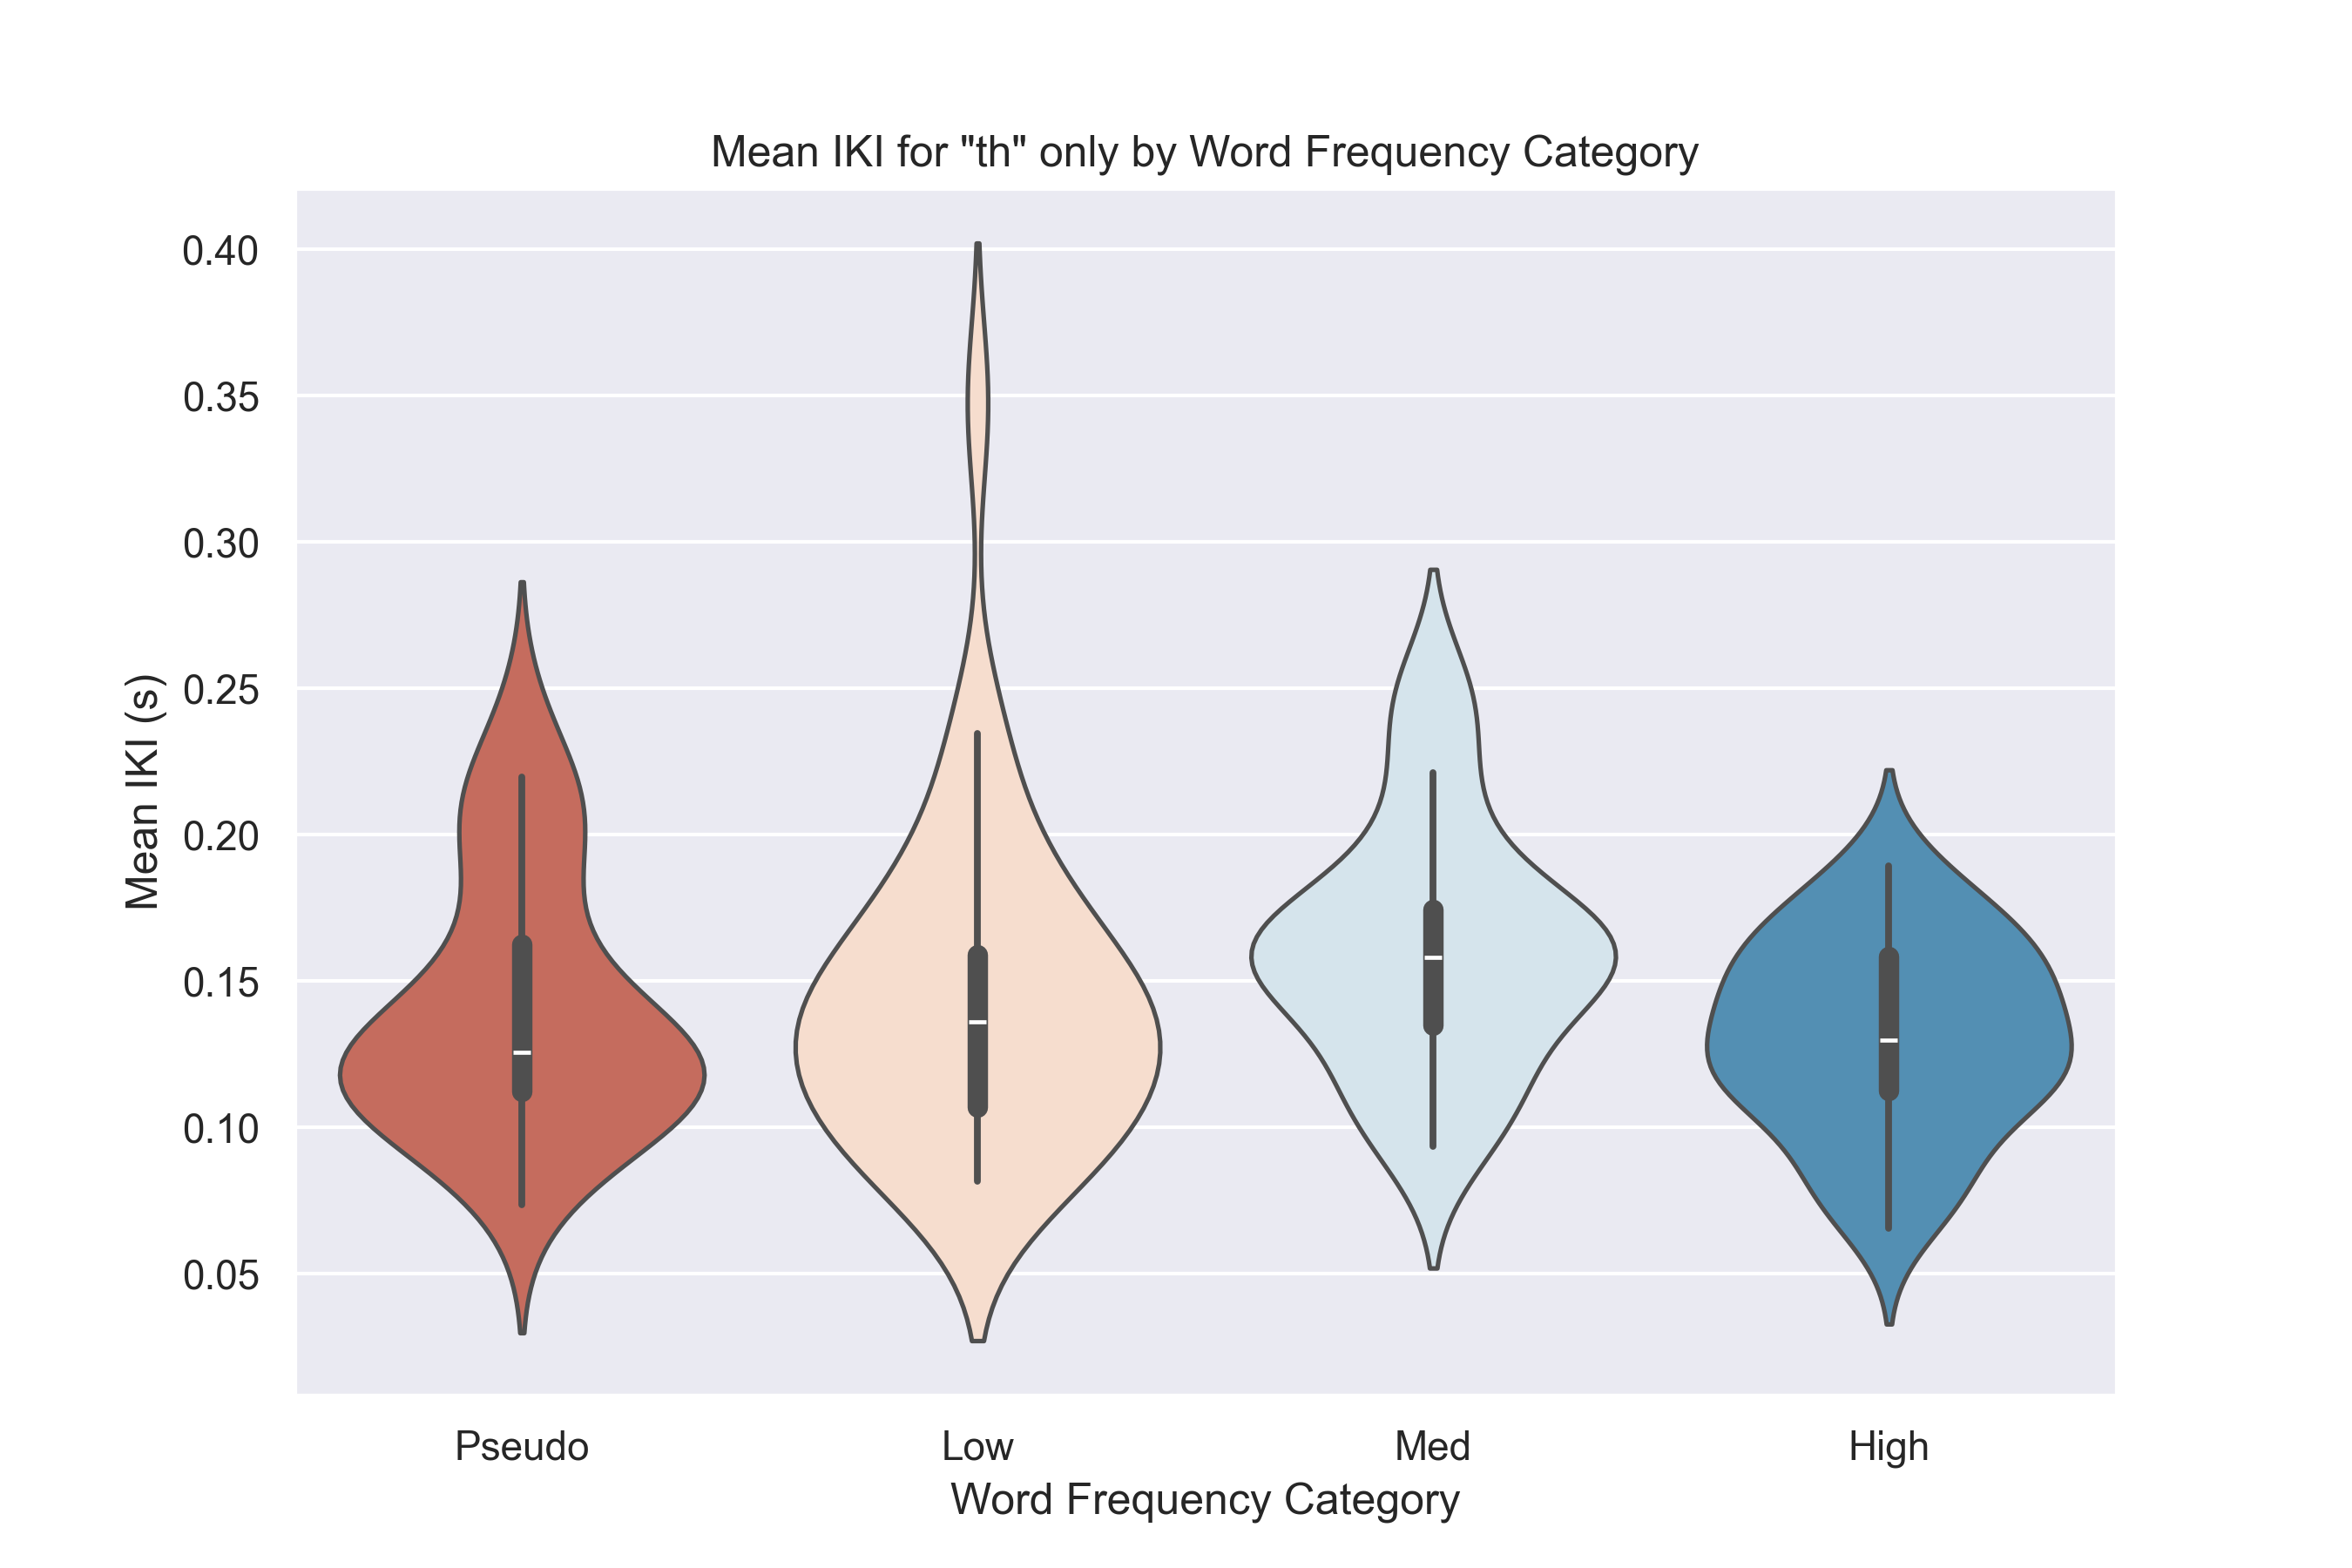 Mean IKI for "th" only by Word Frequency Category
0.40
0.35
0.30
0.25
0.20
0.15
0.10
0.05
Mean IKI (s)
Pseudo Low Med High
Word Frequency Category